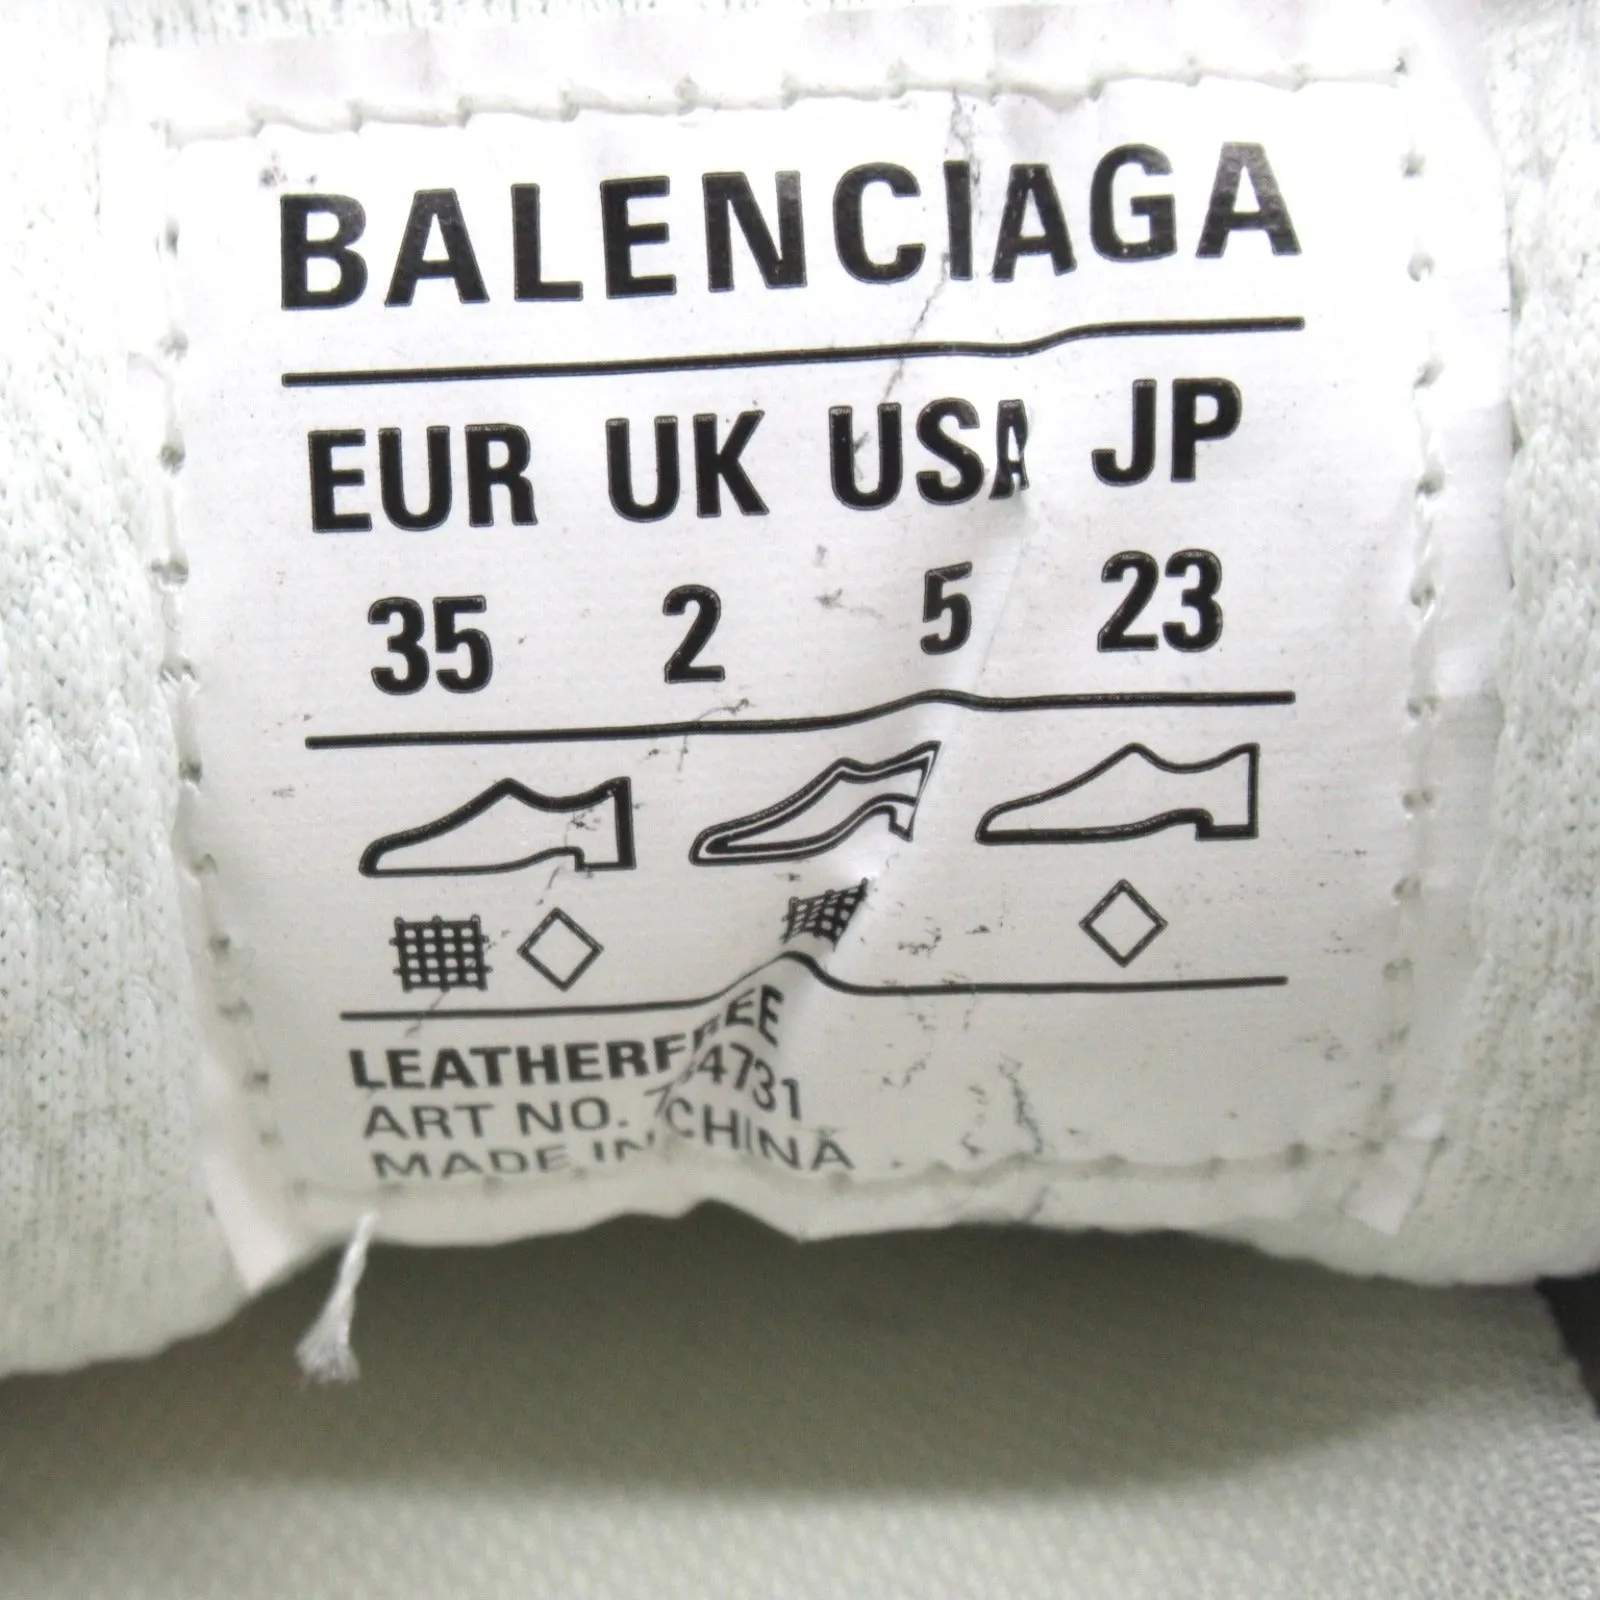 BALENCIAGA
EUR UK USA JP
35 2 5 23
LEATHERFREE
ART NO.
MADE IN CHINA